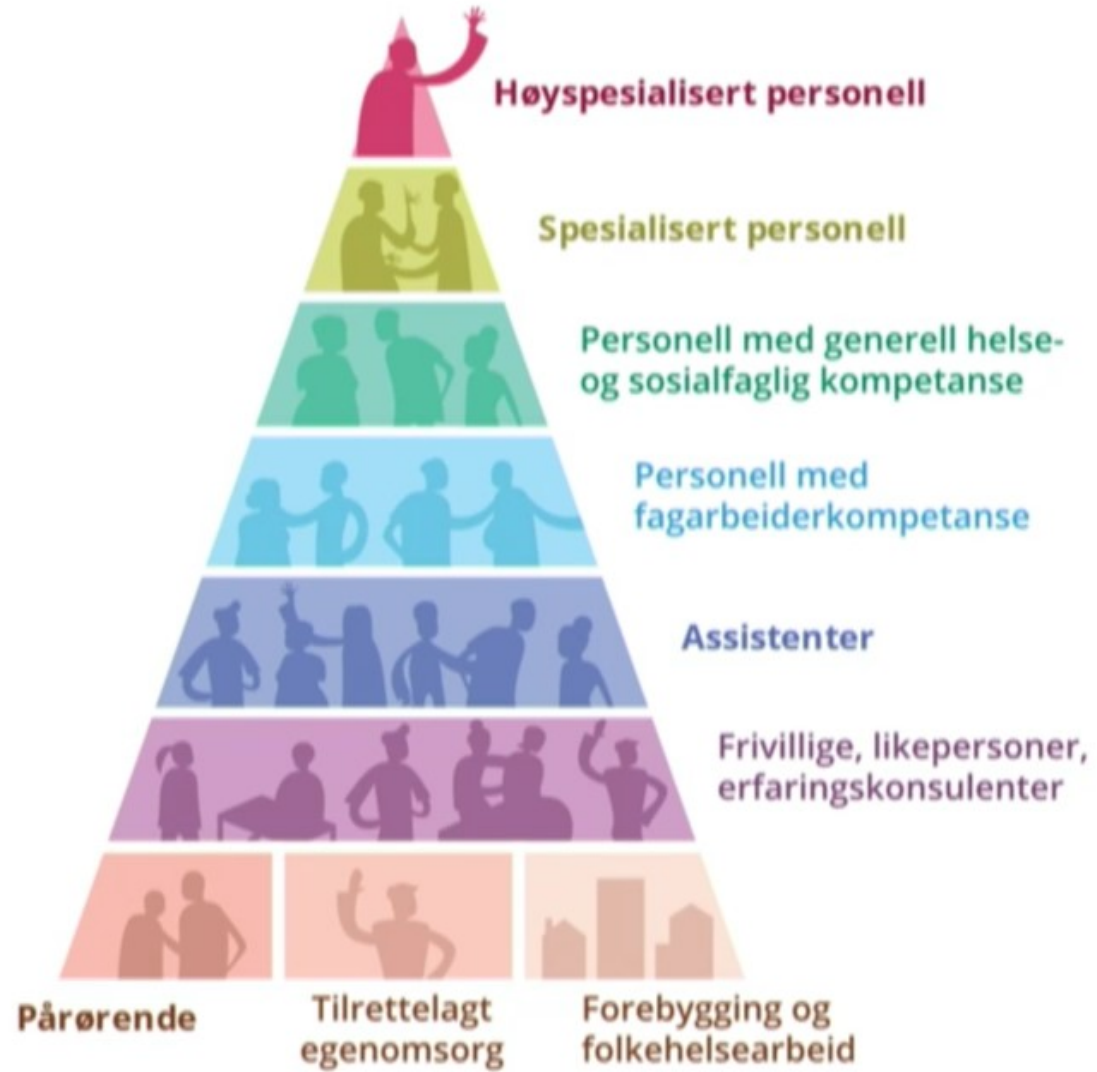 Høyspesialisert personell
Spesialisert personell
Personell med generell helse-
og sosialfaglig kompetanse
Personell med
fagarbeiderkompetanse
Assistenter
Frivillige, likepersoner,
erfaringskonsulenter
Pårørende
Tilrettelagt
egenomsorg
Forebygging og
folkehelsearbeid